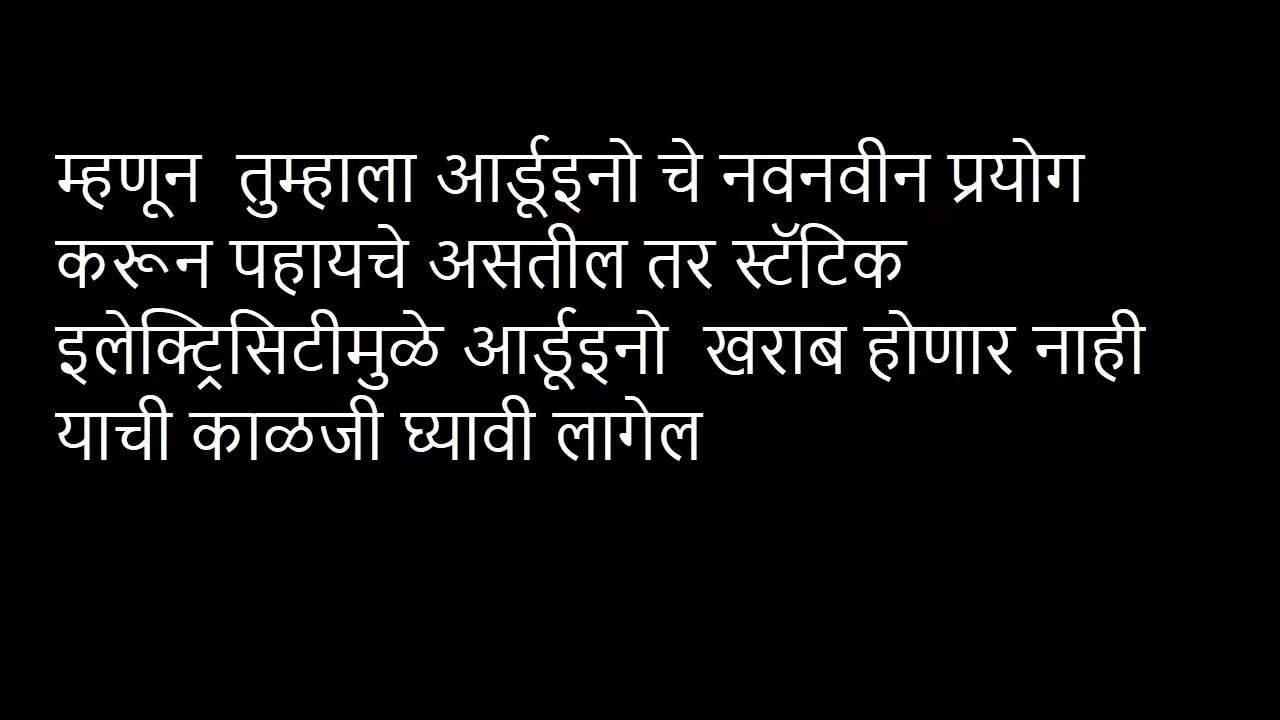 म्हणून  तुम्हाला आर्डूइनो चे नवनवीन प्रयोग
करून पहायचे असतील तर स्टॅटिक
इलेक्ट्रिसिटीमुळे आर्डूइनो  खराब होणार नाही
याची काळजी घ्यावी लागेल